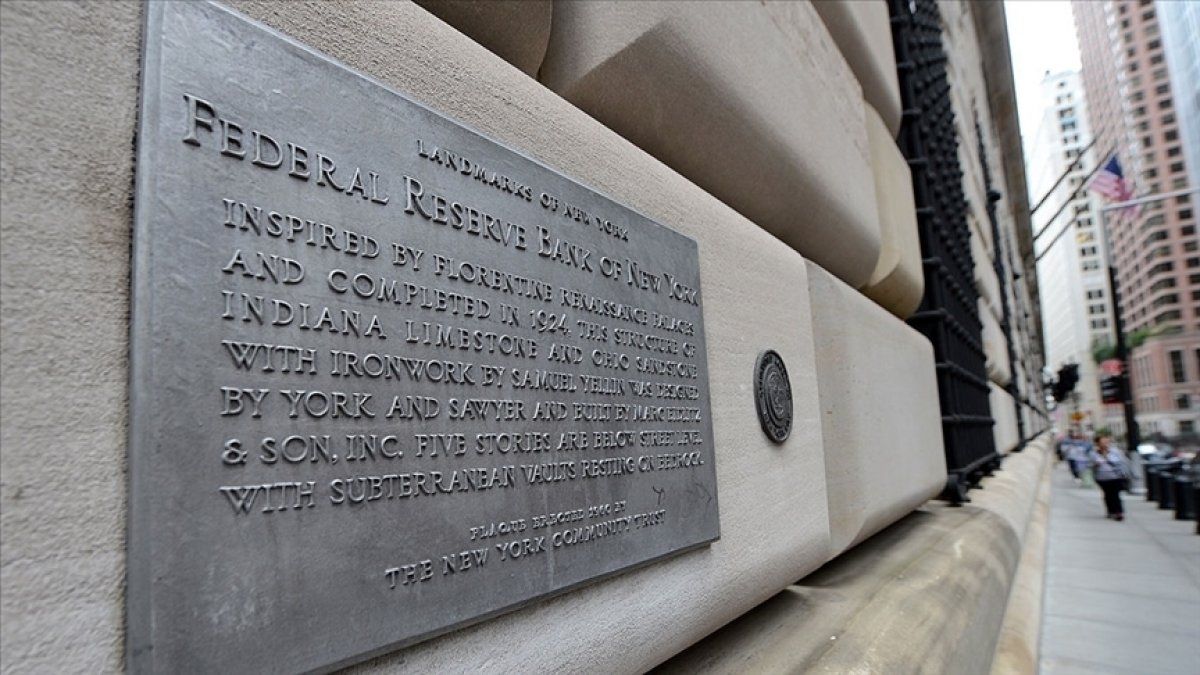 LANDMARKS OF NEW YORK
FEDERAL RESERVE BANK OF NEW YORK
INSPIRED BY FLORENTINE RENAISSANCE PALACES
AND COMPLETED IN 1924, THIS STRUCTURE OF
INDIANA LIMESTONE AND OHIO SANDSTONE
WITH IRONWORK BY SAMUEL YELLIN WAS DESIGNED
BY YORK AND SAWYER AND BUILT BY MARC EIDLITZ
& SON, INC. FIVE STORIES ARE BELOW STREET LEVEL,
WITH SUBTERRANEAN VAULTS RESTING ON BEDROCK.
PLAQUE ERECTED 1960 BY
THE NEW YORK COMMUNITY TRUST